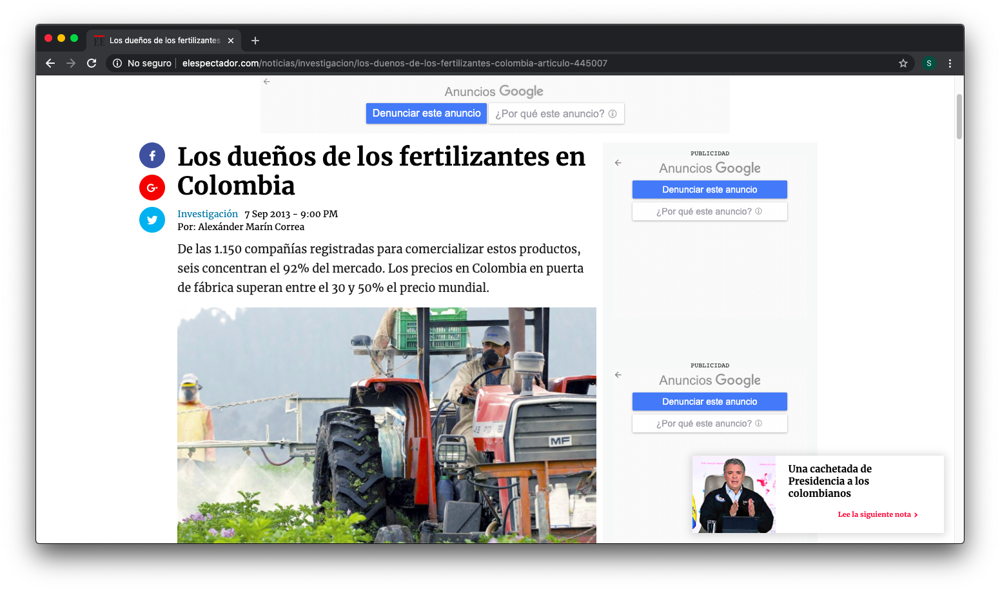 Los dueños de los fertilizantes
No seguro elespectador.com/noticias/investigacion/los-duenos-de-los-fertilizantes-colombia-articulo-445007
S
Anuncios Google
Denunciar este anuncio
¿Por qué este anuncio?
Los dueños de los fertilizantes en
Colombia
Investigación 7 Sep 2013 - 9:00 PM
Por: Alexánder Marín Correa
De las 1.150 compañías registradas para comercializar estos productos,
seis concentran el 92% del mercado. Los precios en Colombia en puerta
de fábrica superan entre el 30 y 50% el precio mundial.
MF
PUBLICIDAD
Anuncios Google
Denunciar este anuncio
¿Por qué este anuncio?
PUBLICIDAD
Anuncios Google
Denunciar este anuncio
¿Por qué este anuncio?
Una cachetada de
Presidencia a los
colombianos
Lee la siguiente nota